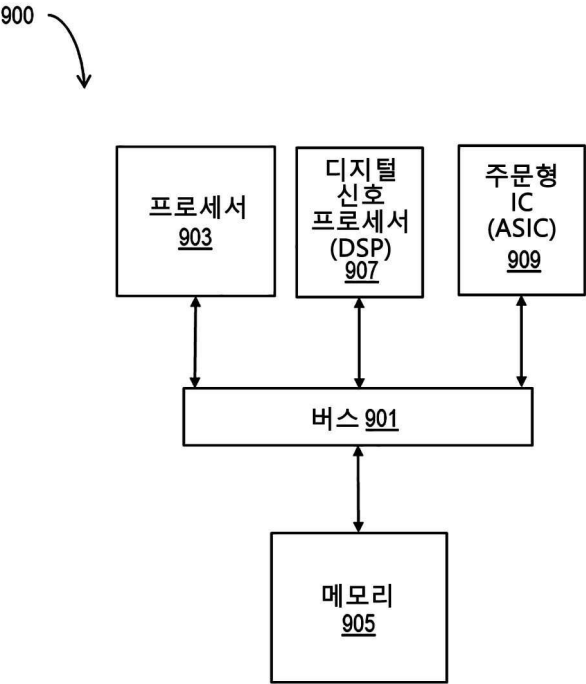 900
프로세서
903
디지털
신호
프로세서
(DSP)
907
주문형
IC
(ASIC)
909
버스 901
메모리
905